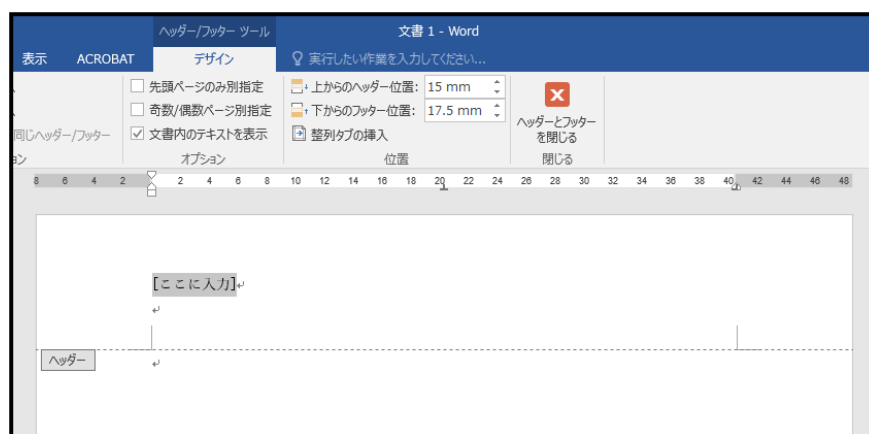 ヘッダー/フッター ツール 文書 1 - Word
表示 ACROBAT デザイン 実行したい作業を入力してください...
先頭ページのみ別指定 上からのヘッダー位置: 15 mm
奇数/偶数ページ別指定 下からのフッター位置: 17.5 mm
同じヘッダー/フッター 文書内のテキストを表示 整列タブの挿入
ヘッダーとフッター
を閉じる
ョン オプション 位置 閉じる
8 6 4 2 2 4 6 8 10 12 14 16 18 20 22 24 26 28 30 32 34 36 38 40 42 44 46 48
[ここに入力]
ヘッダー